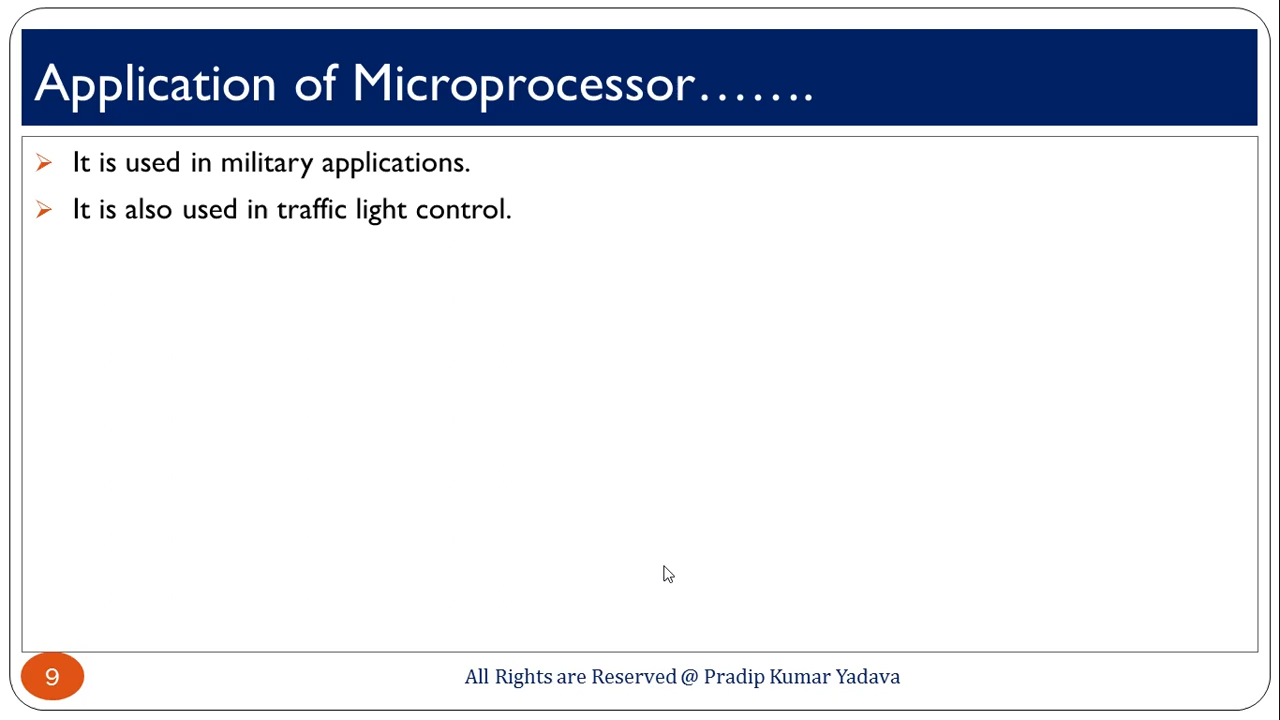 Application of Microprocessor…….
It is used in military applications.
It is also used in traffic light control.
9
All Rights are Reserved @ Pradip Kumar Yadava